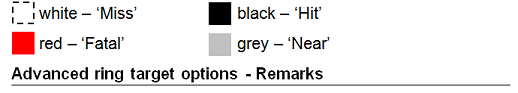 white – ‘Miss’ black – ‘Hit’
red – ‘Fatal’ grey – ‘Near’
Advanced ring target options - Remarks